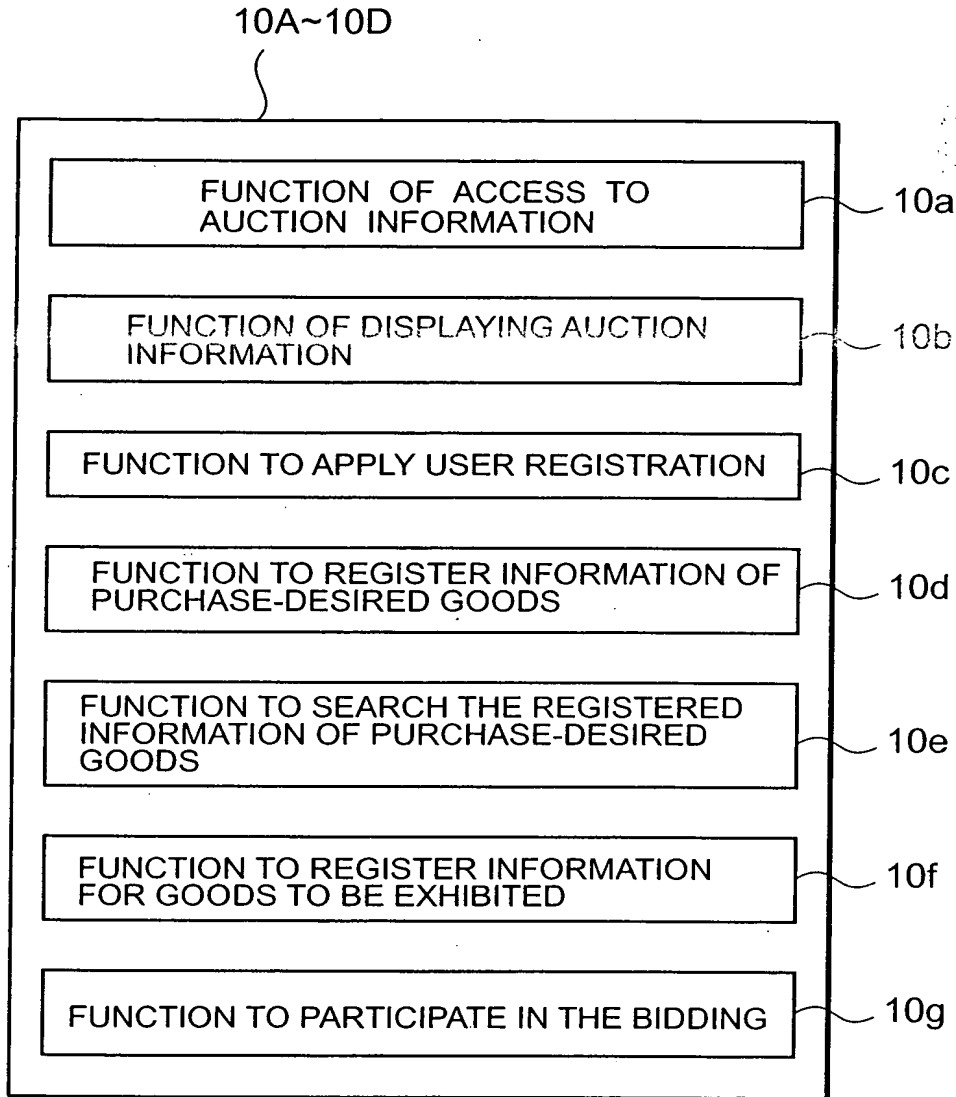 10A~10D
FUNCTION OF ACCESS TO
AUCTION INFORMATION
10a
FUNCTION OF DISPLAYING AUCTION
INFORMATION
10b
FUNCTION TO APPLY USER REGISTRATION
10c
FUNCTION TO REGISTER INFORMATION OF
PURCHASE-DESIRED GOODS
10d
FUNCTION TO SEARCH THE REGISTERED
INFORMATION OF PURCHASE-DESIRED
GOODS
10e
FUNCTION TO REGISTER INFORMATION
FOR GOODS TO BE EXHIBITED
10f
FUNCTION TO PARTICIPATE IN THE BIDDING
10g